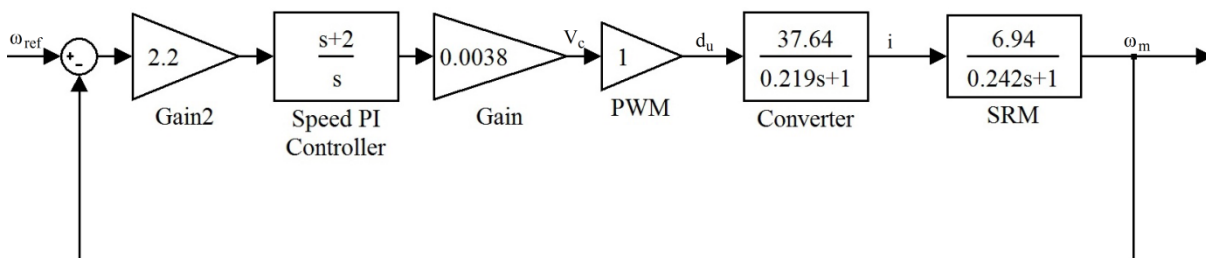 ω_ref
+
-
2.2
Gain2
s+2
s
Speed PI
Controller
0.0038
Gain
V_c
1
PWM
d_u
37.64
0.219s+1
Converter
i
6.94
0.242s+1
SRM
ω_m